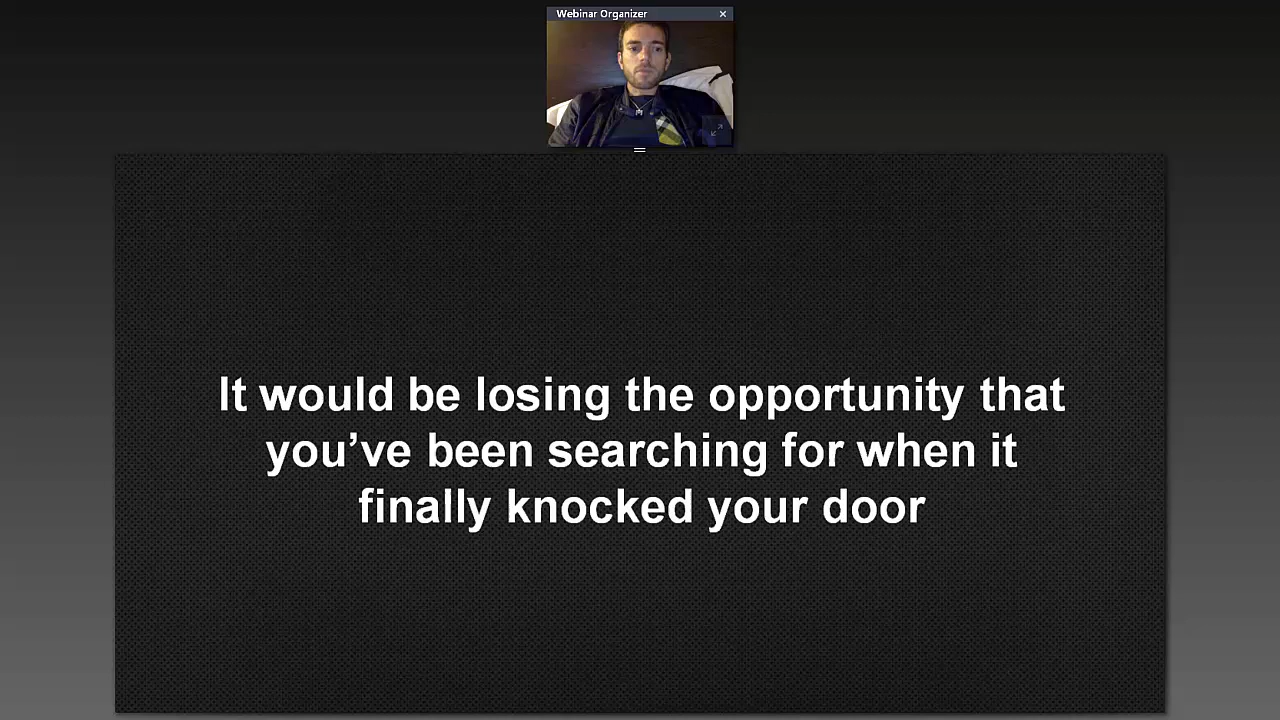 Webinar Organizer
It would be losing the opportunity that
you’ve been searching for when it
finally knocked your door